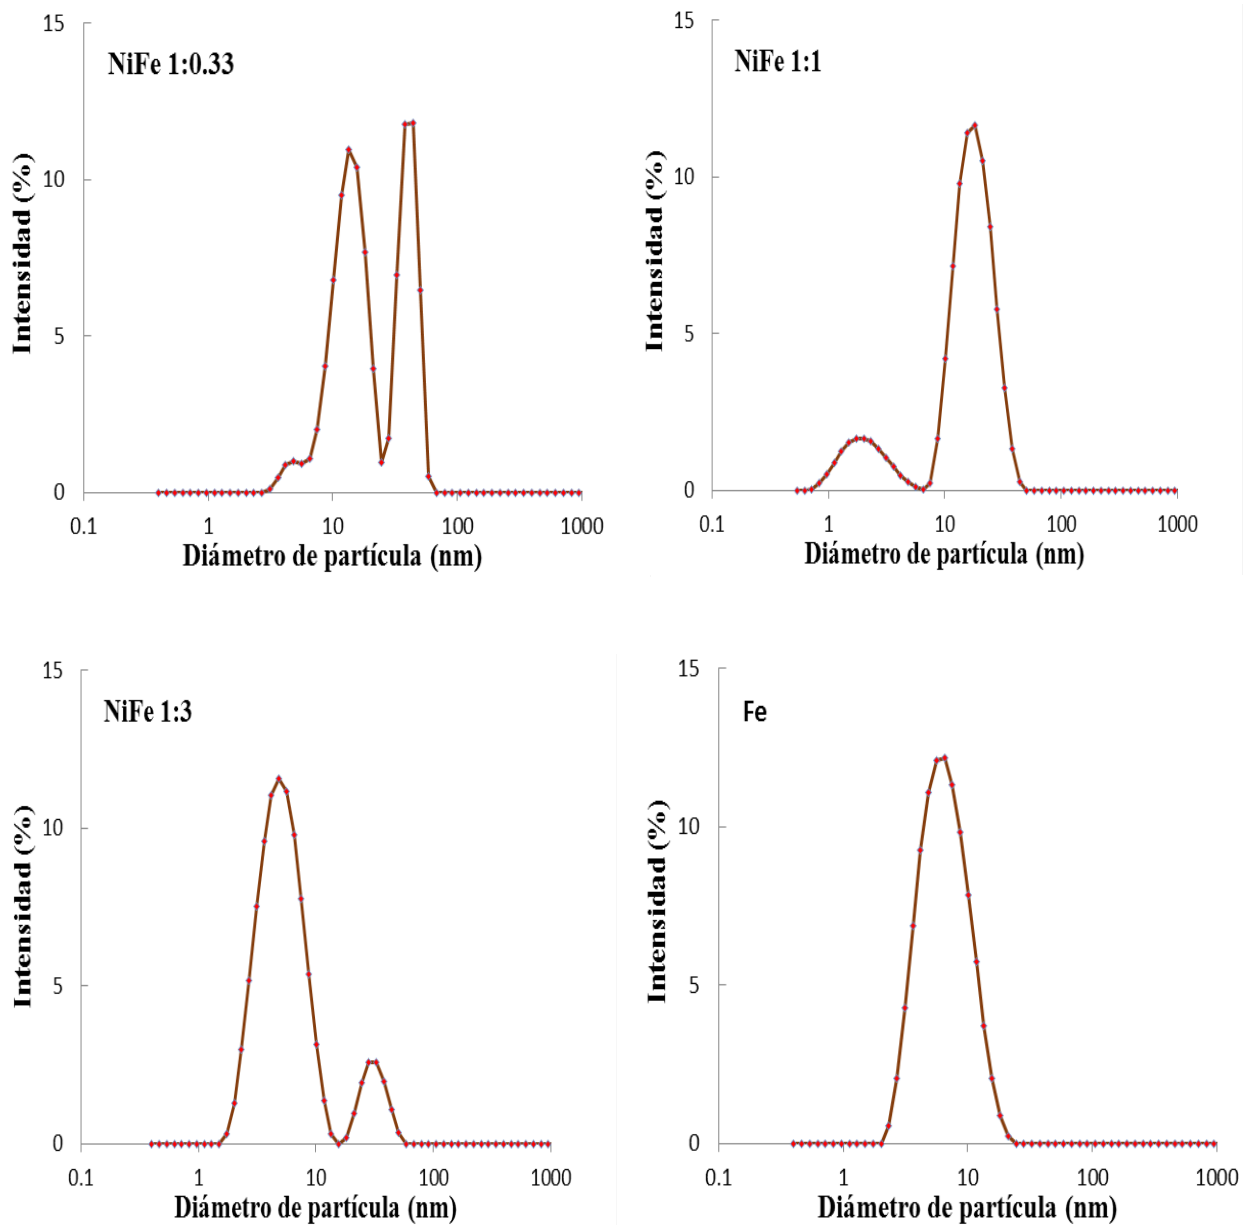 NiFe 1:0.33
Intensidad (%)
15
10
5
0
0.1 1 10 100 1000
Diámetro de partícula (nm)
NiFe 1:1
Intensidad (%)
15
10
5
0
0.1 1 10 100 1000
Diámetro de partícula (nm)
NiFe 1:3
Intensidad (%)
15
10
5
0
0.1 1 10 100 1000
Diámetro de partícula (nm)
Fe
Intensidad (%)
15
10
5
0
0.1 1 10 100 1000
Diámetro de partícula (nm)